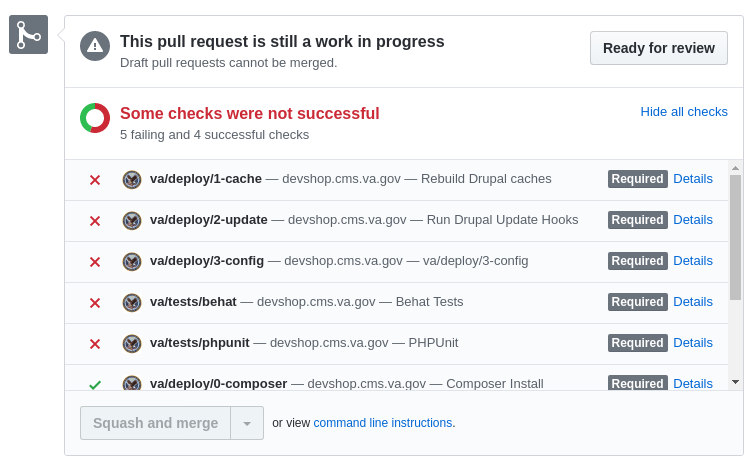 This pull request is still a work in progress
Draft pull requests cannot be merged.
Ready for review
Some checks were not successful
5 failing and 4 successful checks
Hide all checks
va/deploy/1-cache — devshop.cms.va.gov — Rebuild Drupal caches Required Details
va/deploy/2-update — devshop.cms.va.gov — Run Drupal Update Hooks Required Details
va/deploy/3-config — devshop.cms.va.gov — va/deploy/3-config Required Details
va/tests/behat — devshop.cms.va.gov — Behat Tests Required Details
va/tests/phpunit — devshop.cms.va.gov — PHPUnit Required Details
va/deploy/0-composer — devshop.cms.va.gov — Composer Install Required Details
Squash and merge or view command line instructions.